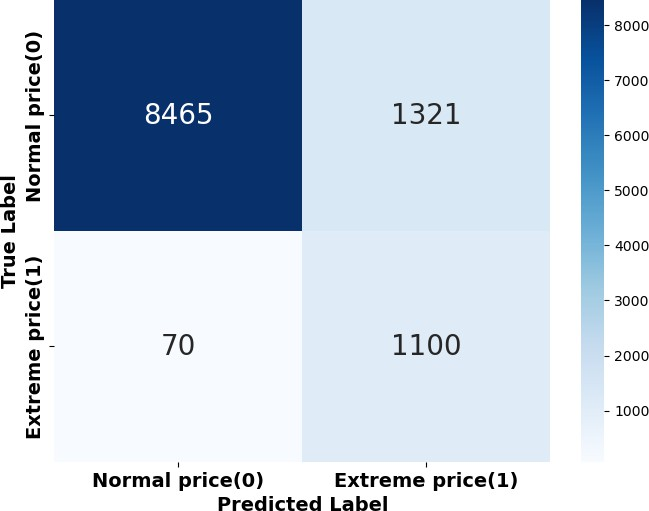 True Label
Normal price(0)
Extreme price(1)
8465
1321
70
1100
Normal price(0)
Extreme price(1)
Predicted Label
8000
7000
6000
5000
4000
3000
2000
1000